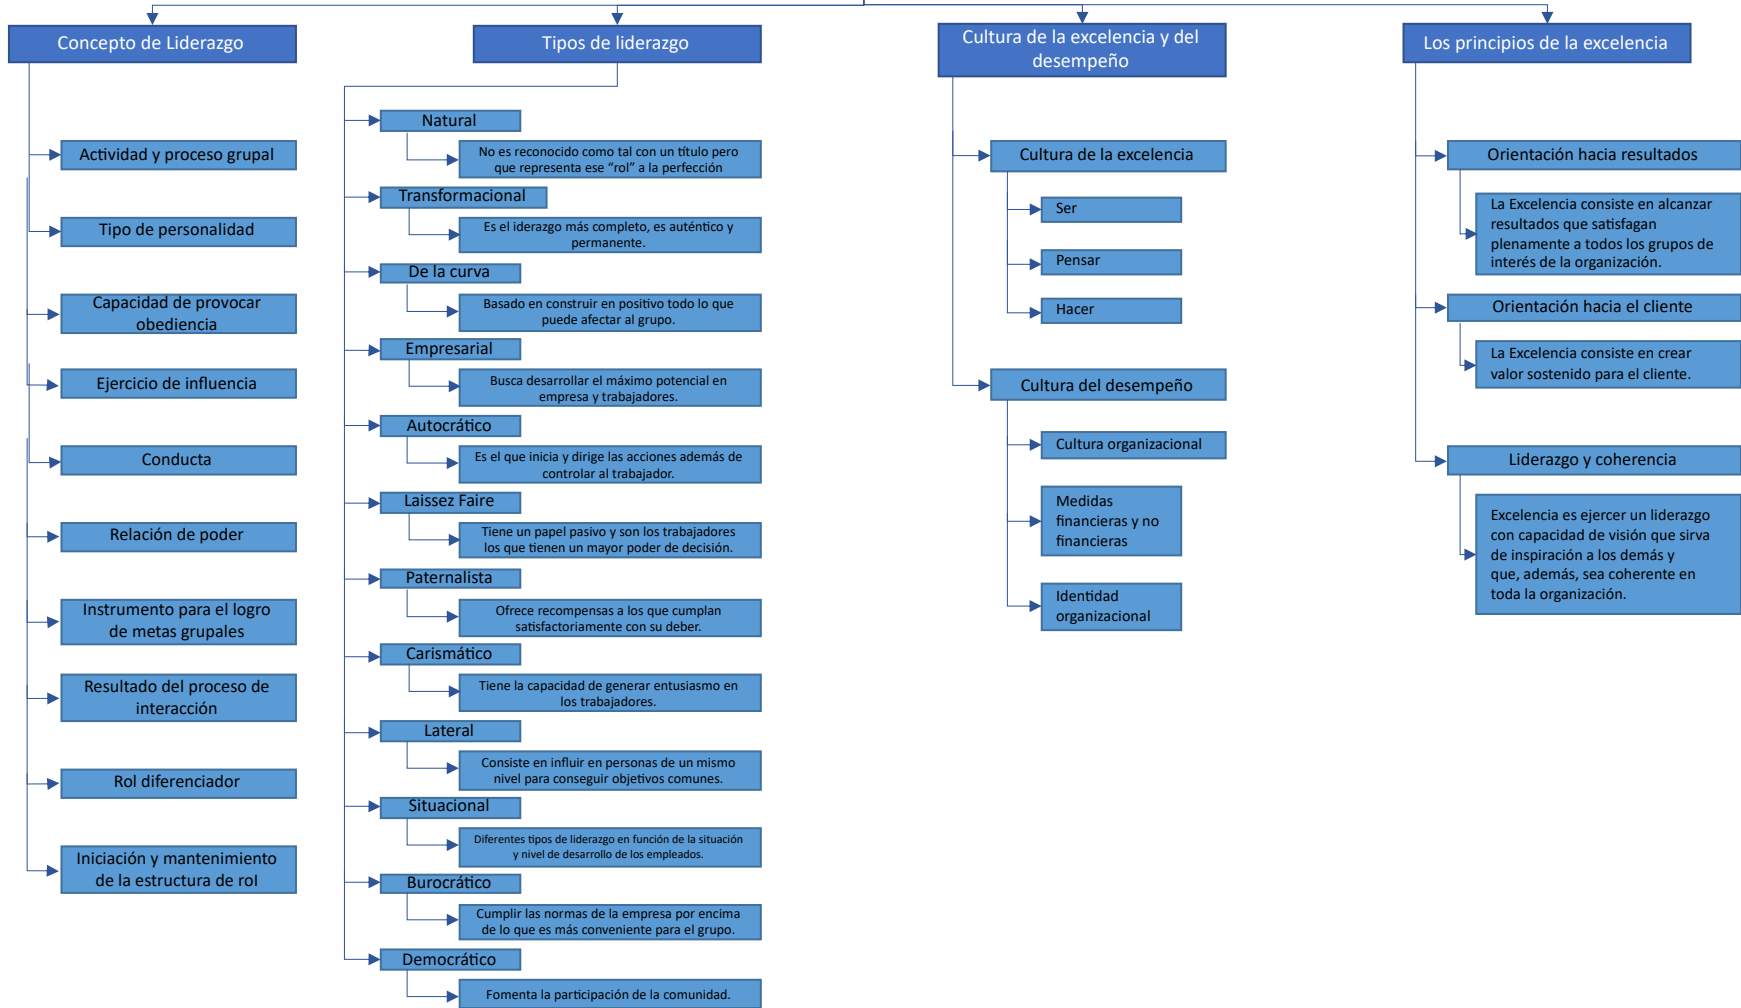 Concepto de Liderazgo
Actividad y proceso grupal
Tipo de personalidad
Capacidad de provocar
obediencia
Ejercicio de influencia
Conducta
Relación de poder
Instrumento para el logro
de metas grupales
Resultado del proceso de
interacción
Rol diferenciador
Iniciación y mantenimiento
de la estructura de rol
Tipos de liderazgo
Natural
No es reconocido como tal con un título pero
que representa ese “rol” a la perfección
Transformacional
Es el iderazgo más completo, es auténtico y
permanente.
De la curva
Basado en construir en positivo todo lo que
puede afectar al grupo.
Empresarial
Busca desarrollar el máximo potencial en
empresa y trabajadores.
Autocrático
Es el que inicia y dirige las acciones además de
controlar al trabajador.
Laissez Faire
Tiene un papel pasivo y son los trabajadores
los que tienen un mayor poder de decisión.
Paternalista
Ofrece recompensas a los que cumplan
satisfactoriamente con su deber.
Carismático
Tiene la capacidad de generar entusiasmo en
los trabajadores.
Lateral
Consiste en influir en personas de un mismo
nivel para conseguir objetivos comunes.
Situacional
Diferentes tipos de liderazgo en función de la situación
y nivel de desarrollo de los empleados.
Burocrático
Cumplir las normas de la empresa por encima
de lo que es más conveniente para el grupo.
Democrático
Fomenta la participación de la comunidad.
Cultura de la excelencia y del
desempeño
Cultura de la excelencia
Ser
Pensar
Hacer
Cultura del desempeño
Cultura organizacional
Medidas
financieras y no
financieras
Identidad
organizacional
Los principios de la excelencia
Orientación hacia resultados
La Excelencia consiste en alcanzar
resultados que satisfagan
plenamente a todos los grupos de
interés de la organización.
Orientación hacia el cliente
La Excelencia consiste en crear
valor sostenido para el cliente.
Liderazgo y coherencia
Excelencia es ejercer un liderazgo
con capacidad de visión que sirva
de inspiración a los demás y
que, además, sea coherente en
toda la organización.